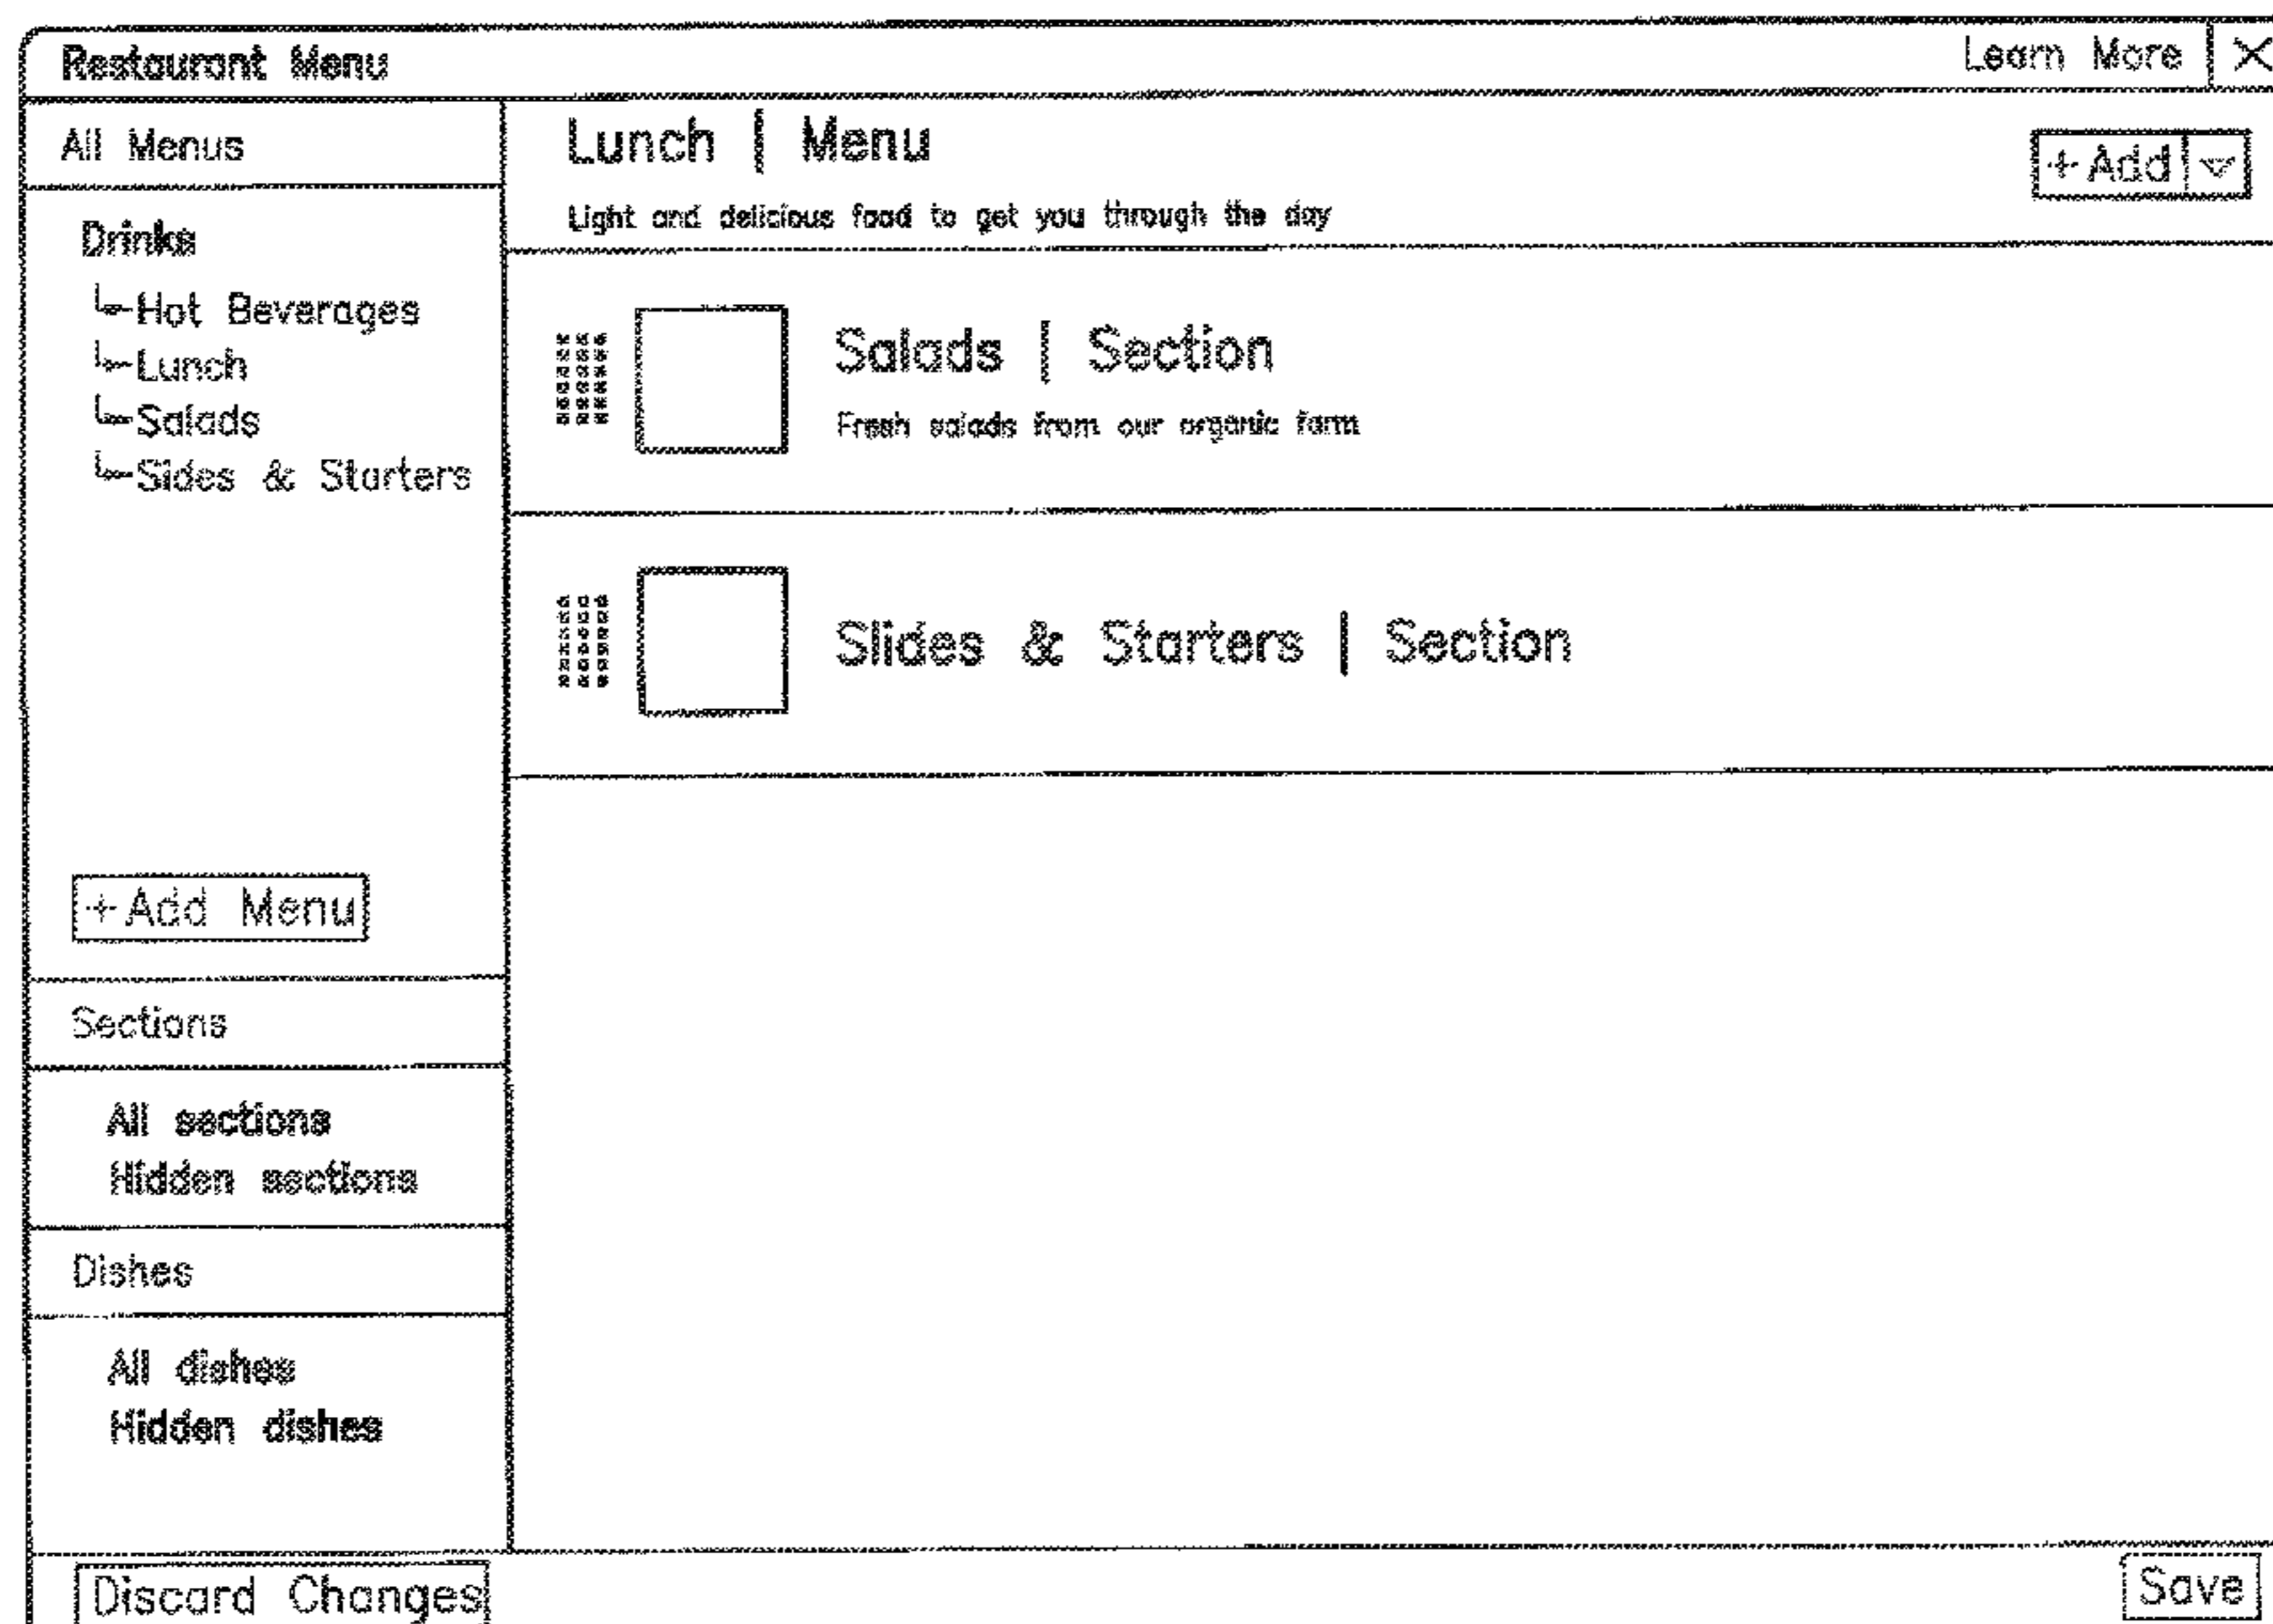 Restaurant Menu
Learn More
All Menus
Drinks
Hot Beverages
Lunch
Salads
Sides & Starters
+Add Menu
Sections
All sections
Hidden sections
Dishes
All dishes
Hidden dishes
Lunch | Menu
+Add
Light and delicious food to get you through the day
Salads | Section
Fresh salads from our organic farm
Slides & Starters | Section
Discard Changes
Save